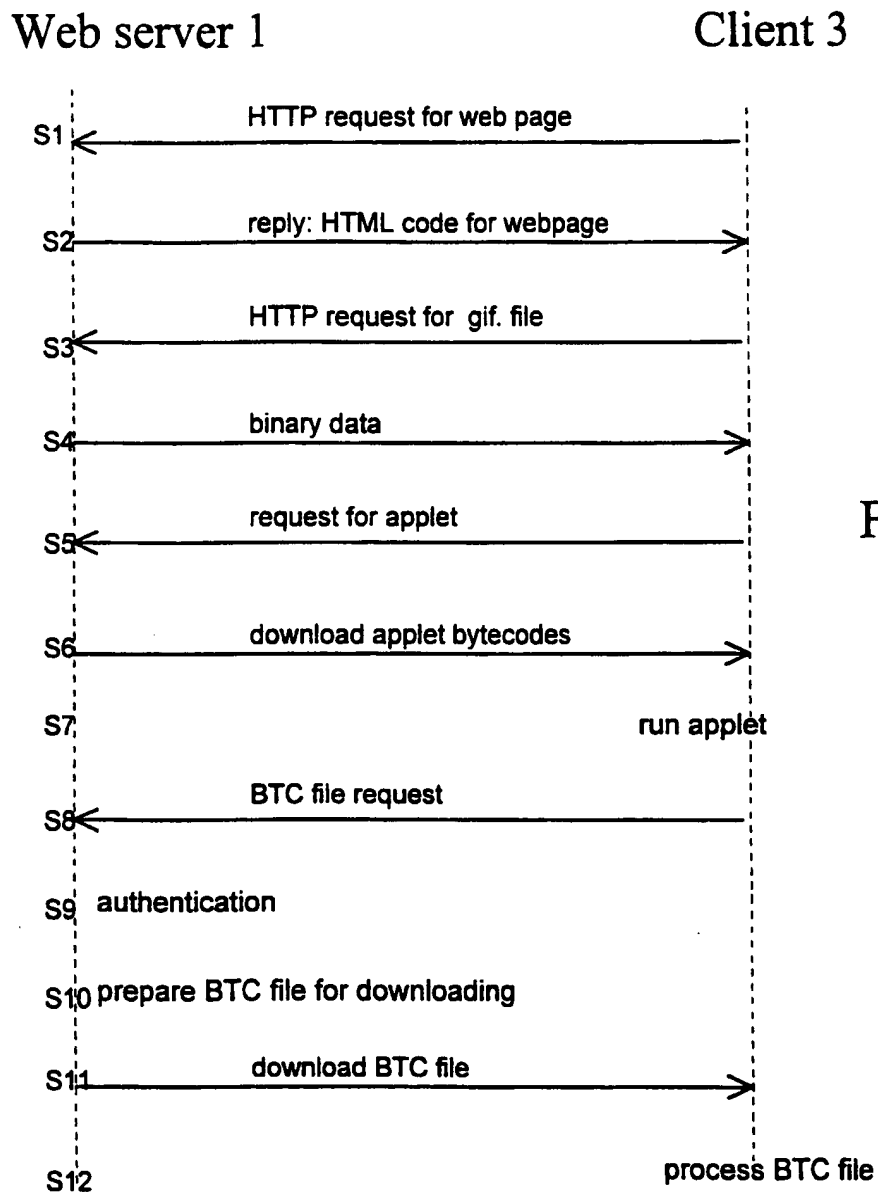 Web server 1
Client 3
HTTP request for web page
S1
reply: HTML code for webpage
S2
HTTP request for gif. file
S3
binary data
S4
request for applet
S5
F
download applet bytecodes
S6
S7
run applet
BTC file request
S8
S9 authentication
S10 prepare BTC file for downloading
download BTC file
S11
process BTC file
S12